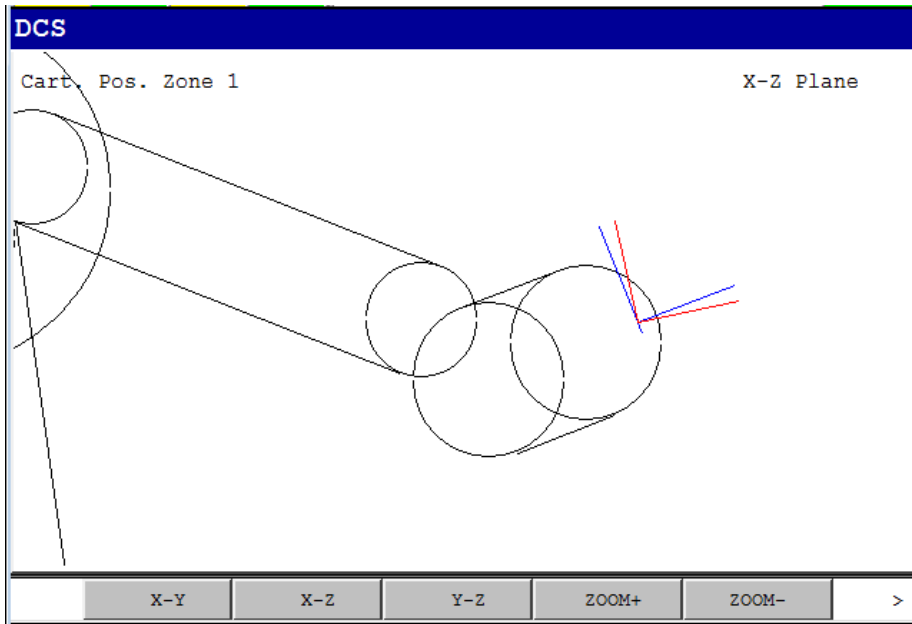 DCS
Cart. Pos. Zone 1
X-Z Plane
X-Y
X-Z
Y-Z
ZOOM+
ZOOM-
>